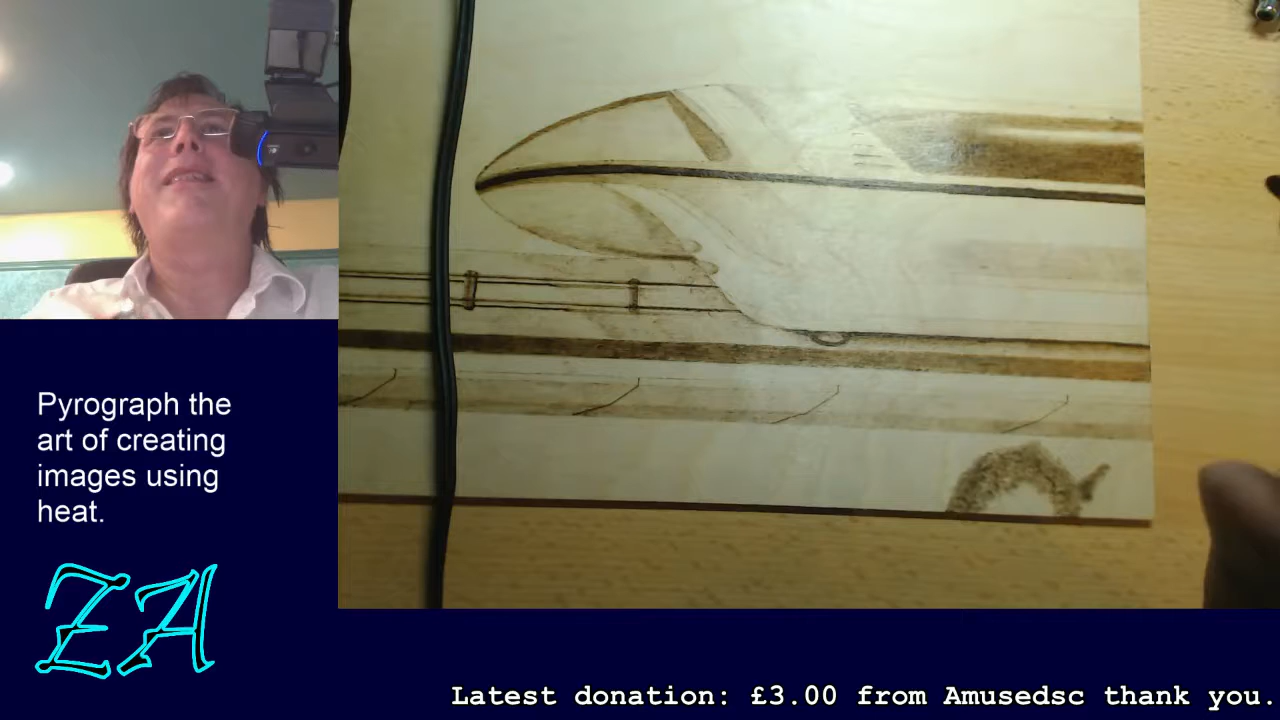 Pyrograph the
art of creating
images using
heat.
ZA
Latest donation: £3.00 from Amusedsc thank you.